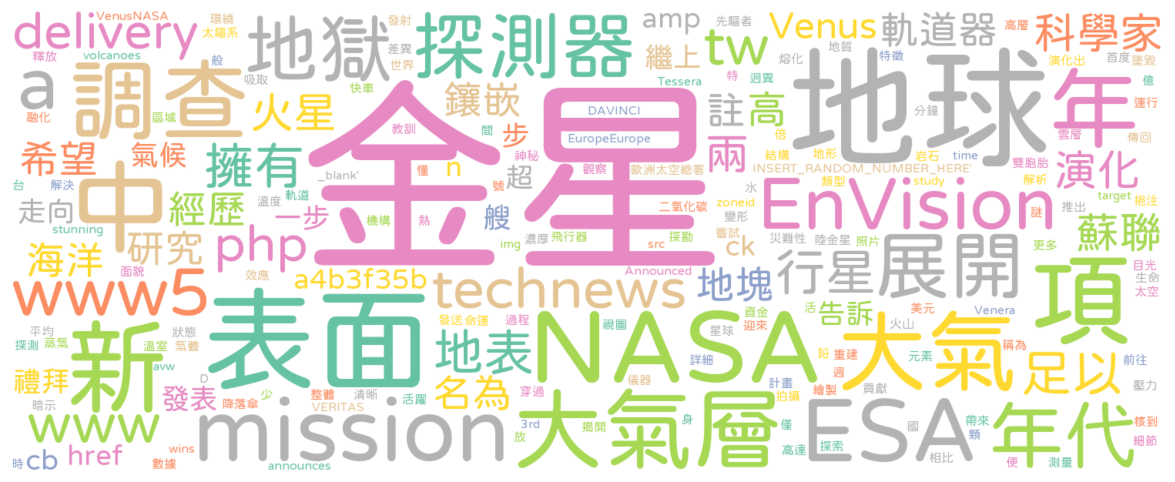 VenusNASA
環繞
太陽系
發射
先驅者
高層
墜毀
delivery
地獄
探測器
amp
Venus
軌道器
科學家
釋放
volcanoes
般
差異
世界
tw
繼上
地質
熔化
特徵
演化出
首度
a
調查
吸取
快車
Tessera
特
迥異
地球
年
億
融化
區域
火星
鑲嵌
DAVINCI
註
高
分鐘
運行
雲層
傳回
希望
氣候
擁有
教訓
金星
間
步
EuropeEurope
兩
倍
岩石
time
雙胞胎
懂
n
神秘
觀察
歐洲太空總署
結構
地形
演化
台
解決
中
_blank'
超
INSERT_RANDOM_NUMBER_HERE'
類型
study
解析
走向
溫度
軌道
經歷
一步
號
二氧化碳
水
zoneid
EnVision
target
挹注
stunning
機構
熱
艘
變形
推出
謎
研究
php
img
濃厚
飛行器
探勘
嘗試
ck
災難性
陸金星
照片
更多
蘇聯
海洋
面貌
效應
src
Announced
行星
展開
目光
生命
太空
www5
a4b3f35b
technews
地塊
項
美元
Venera
新
平均
狀態
探測
蒸氣
溫室
氣體
表面
發送
命運
過程
視圖
資金
迎來
活
告訴
火山
稱為
地表
NASA
星球
鉛
重建
大氣
元素
前往
禮拜
avw
詳細
週
足以
壓力
發表
D
少
整體
清晰
活躍
名為
穿過
儀器
計畫
拍攝
繪製
貢獻
暗示
降落傘
VERITAS
www
mission
3rd
放
揭開
大氣層
身
僅
ESA
國
帶來
顆
年代
核到
細節
時
cb
href
wins
數據
announces
高達
探索
相比
便
測量